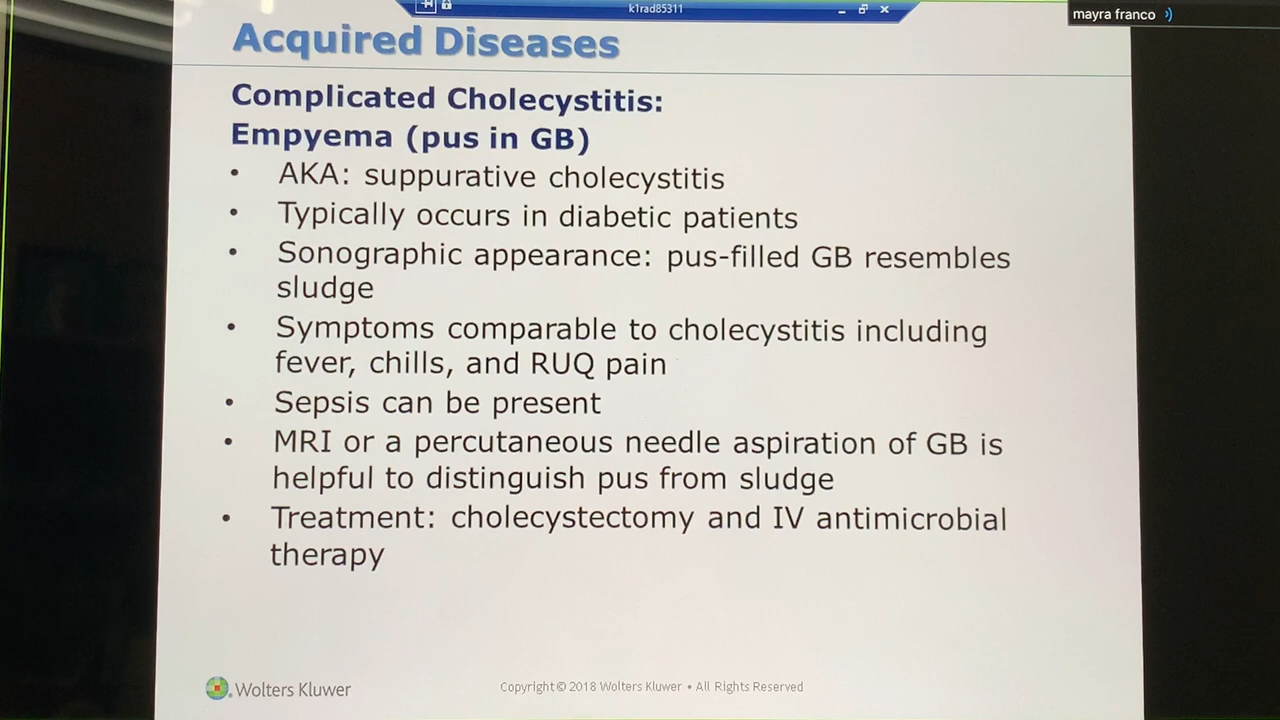 k1rad85311
mayra franco
Acquired Diseases
Complicated Cholecystitis:
Empyema (pus in GB)
• AKA: suppurative cholecystitis
• Typically occurs in diabetic patients
• Sonographic appearance: pus-filled GB resembles
sludge
• Symptoms comparable to cholecystitis including
fever, chills, and RUQ pain
• Sepsis can be present
• MRI or a percutaneous needle aspiration of GB is
helpful to distinguish pus from sludge
• Treatment: cholecystectomy and IV antimicrobial
therapy
Wolters Kluwer
Copyright © 2018 Wolters Kluwer • All Rights Reserved